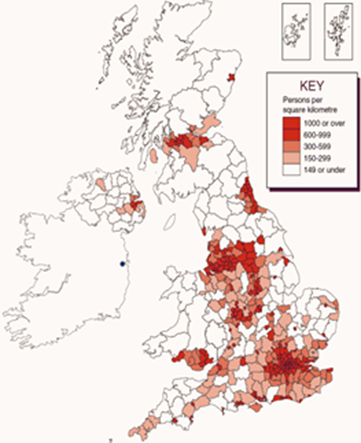 KEY
Persons per
square kilometre
1000 or over
600-999
300-599
150-299
149 or under